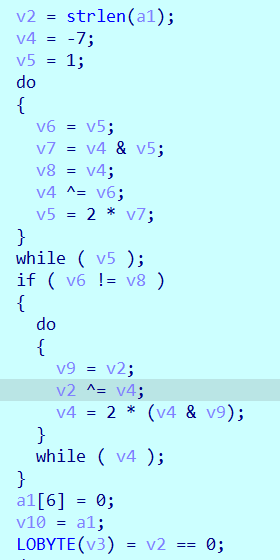 v2 = strlen(a1);
v4 = -7;
v5 = 1;
do
{
v6 = v5;
v7 = v4 & v5;
v8 = v4;
v4 ^= v6;
v5 = 2 * v7;
}
while ( v5 );
if ( v6 != v8 )
{
do
{
v9 = v2;
v2 ^= v4;
v4 = 2 * (v4 & v9);
}
while ( v4 );
}
a1[6] = 0;
v10 = a1;
LOBYTE(v3) = v2 == 0;